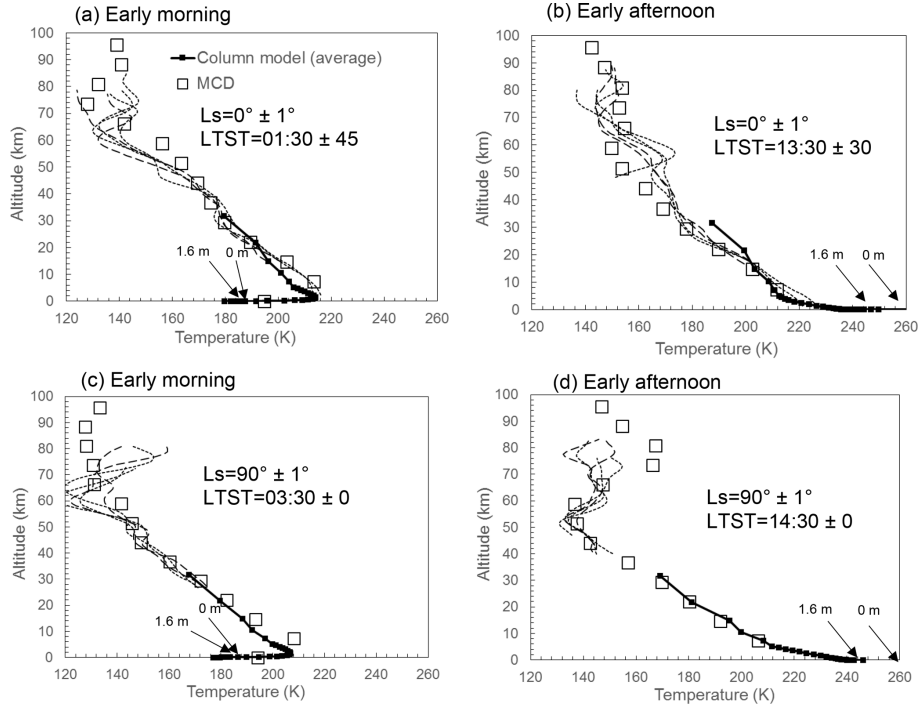 (a) Early morning
100
90
80
70
60
50
40
30
20
10
0
Altitude (km)
Column model (average)
MCD
Ls=0° ± 1°
LTST=01:30 ± 45
1.6 m
0 m
120 140 160 180 200 220 240 260
Temperature (K)
(b) Early afternoon
100
90
80
70
60
50
40
30
20
10
0
Altitude (km)
Ls=0° ± 1°
LTST=13:30 ± 30
1.6 m
0 m
120 140 160 180 200 220 240 260
Temperature (K)
(c) Early morning
100
90
80
70
60
50
40
30
20
10
0
Altitude (km)
Ls=90° ± 1°
LTST=03:30 ± 0
0 m
1.6 m
120 140 160 180 200 220 240 260
Temperature (K)
(d) Early afternoon
100
90
80
70
60
50
40
30
20
10
0
Altitude (km)
Ls=90° ± 1°
LTST=14:30 ± 0
1.6 m
0 m
120 140 160 180 200 220 240 260
Temperature (K)